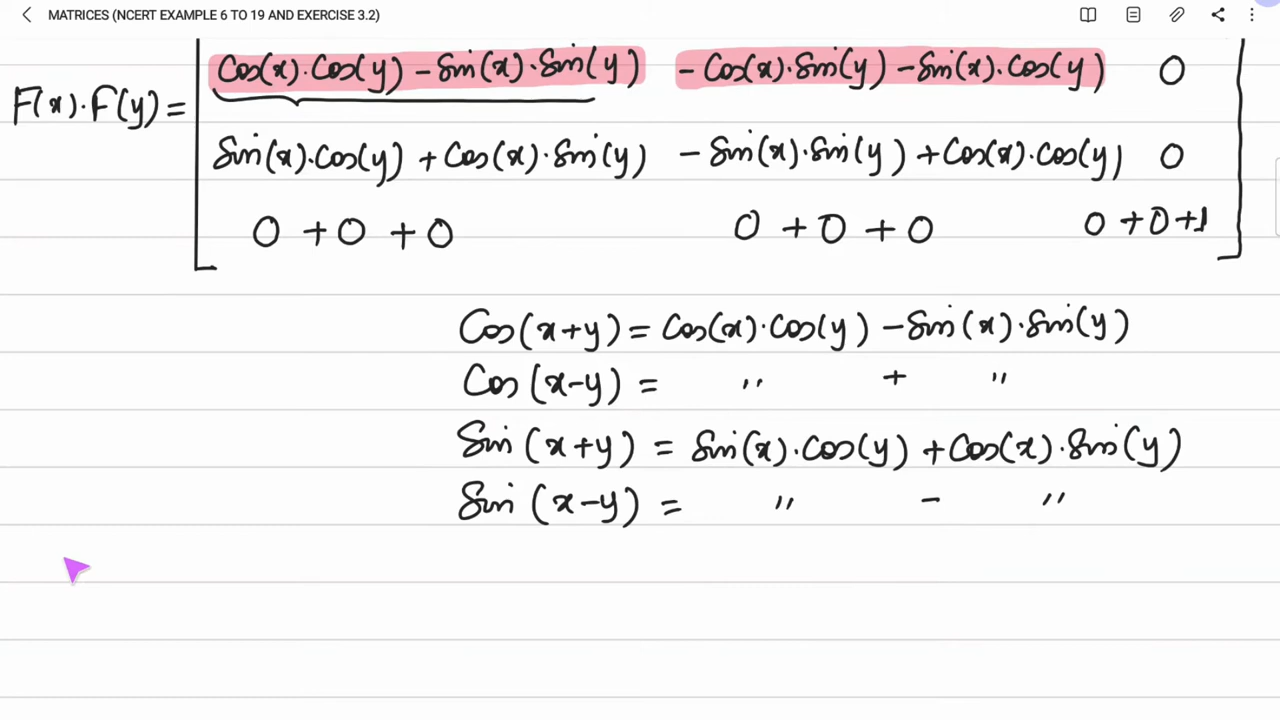 MATRICES (NCERT EXAMPLE 6 TO 19 AND EXERCISE 3.2)
Cos(x).Cos(y) - Sin(x).Sin(y) - Cos(x).Sin(y) - Sin(x).Cos(y) 0
F(x).F(y) =
Sin(x).Cos(y) + Cos(x).Sin(y) - Sin(x).Sin(y) + Cos(x).Cos(y) 0
0 + 0 + 0 0 + 0 + 0 0 + 0 + 1
Cos(x+y) = Cos(x).Cos(y) - Sin(x).Sin(y)
Cos(x-y) = " + "
Sin(x+y) = Sin(x).Cos(y) + Cos(x).Sin(y)
Sin(x-y) = " - "